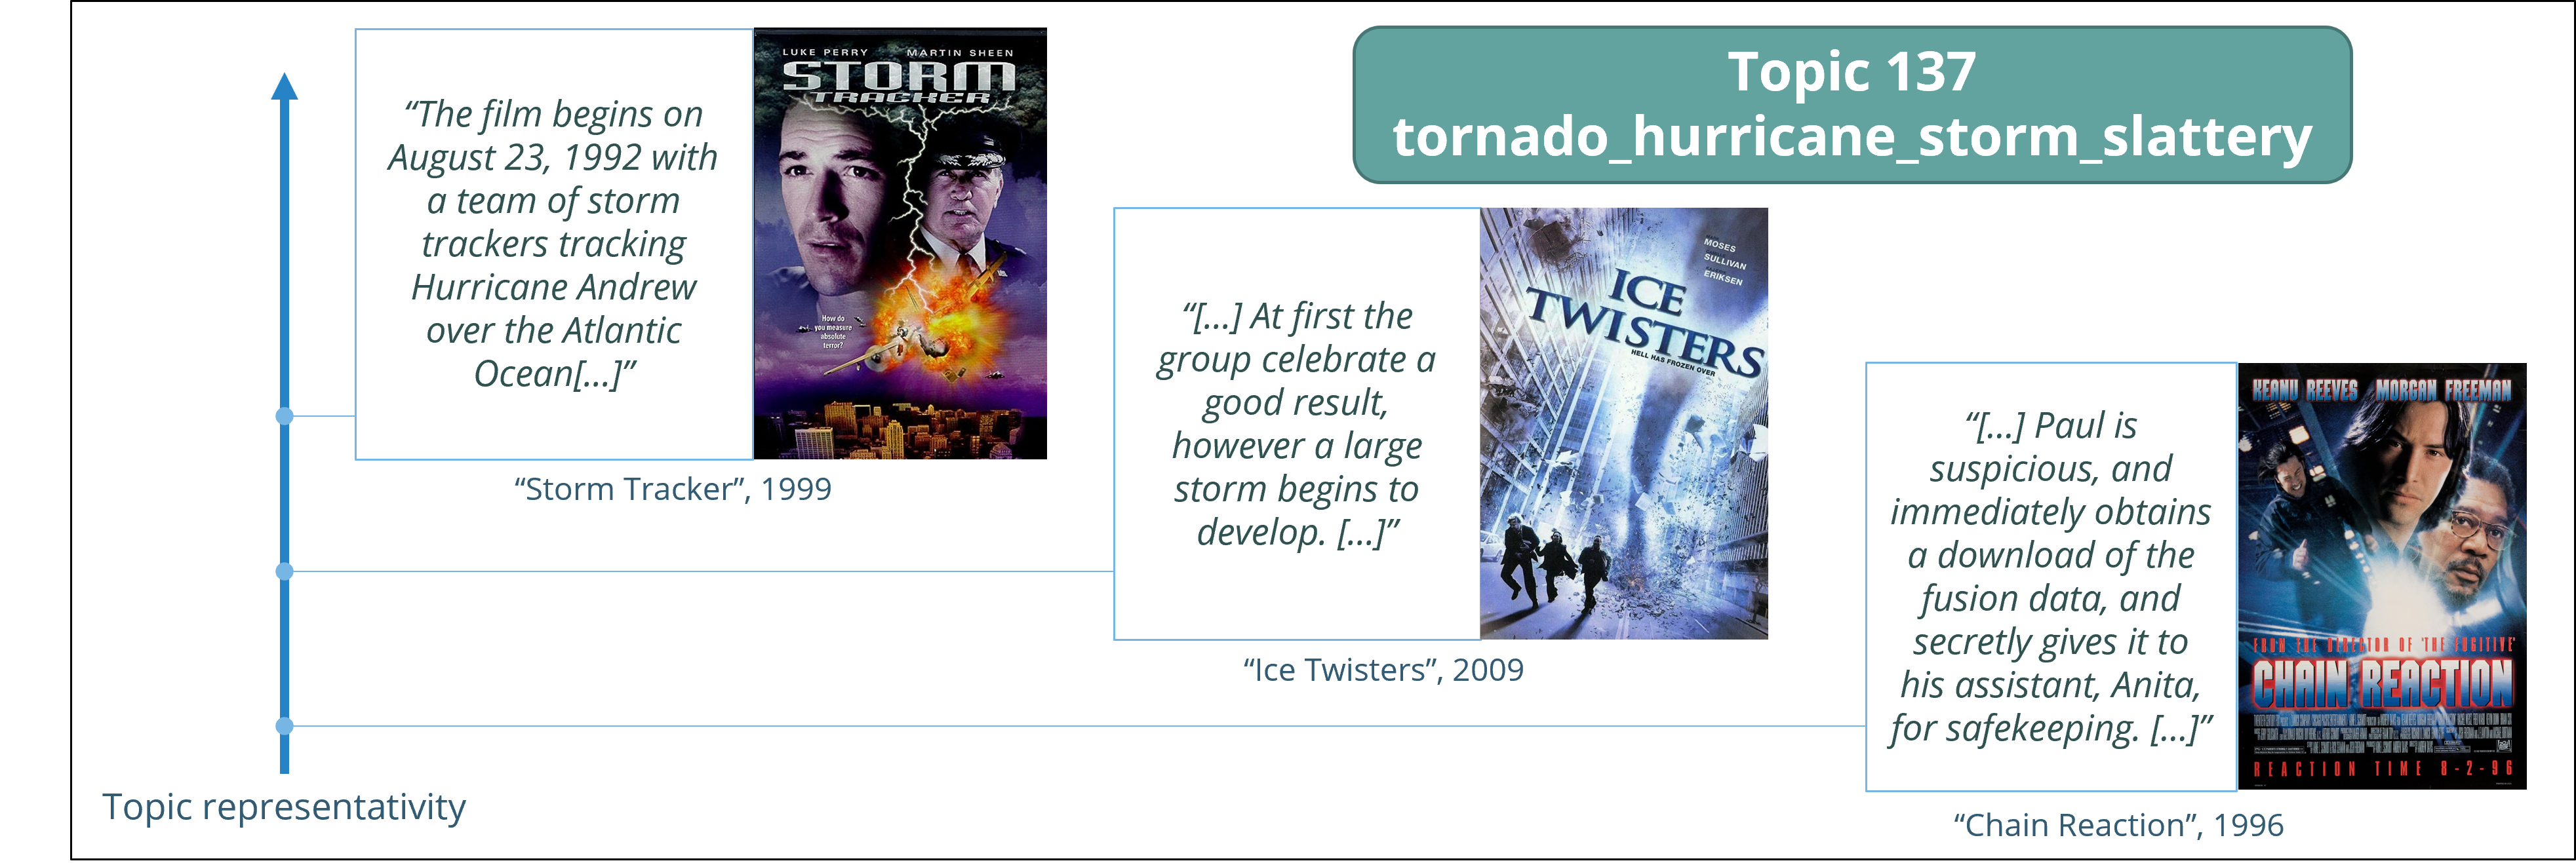 “The film begins on
August 23, 1992 with
a team of storm
trackers tracking
Hurricane Andrew
over the Atlantic
Ocean[...]”
LUKE PERRY MARTIN SHEEN
STORM
TRACKER
How do
you measure
absolute
terror?
“Storm Tracker”, 1999
Topic 137
tornado_hurricane_storm_slattery
“[...] At first the
group celebrate a
good result,
however a large
storm begins to
develop. [...]”
MOSES
SULLIVAN
ERIKSEN
ICE
TWISTERS
HELL HAS FROZEN OVER
“Ice Twisters”, 2009
“[...] Paul is
suspicious, and
immediately obtains
a download of the
fusion data, and
secretly gives it to
his assistant, Anita,
for safekeeping. [...]”
KEANU REEVES MORGAN FREEMAN
FROM THE DIRECTOR OF 'THE FUGITIVE'
CHAIN REACTION
REACTION TIME 8-2-96
“Chain Reaction”, 1996
Topic representativity